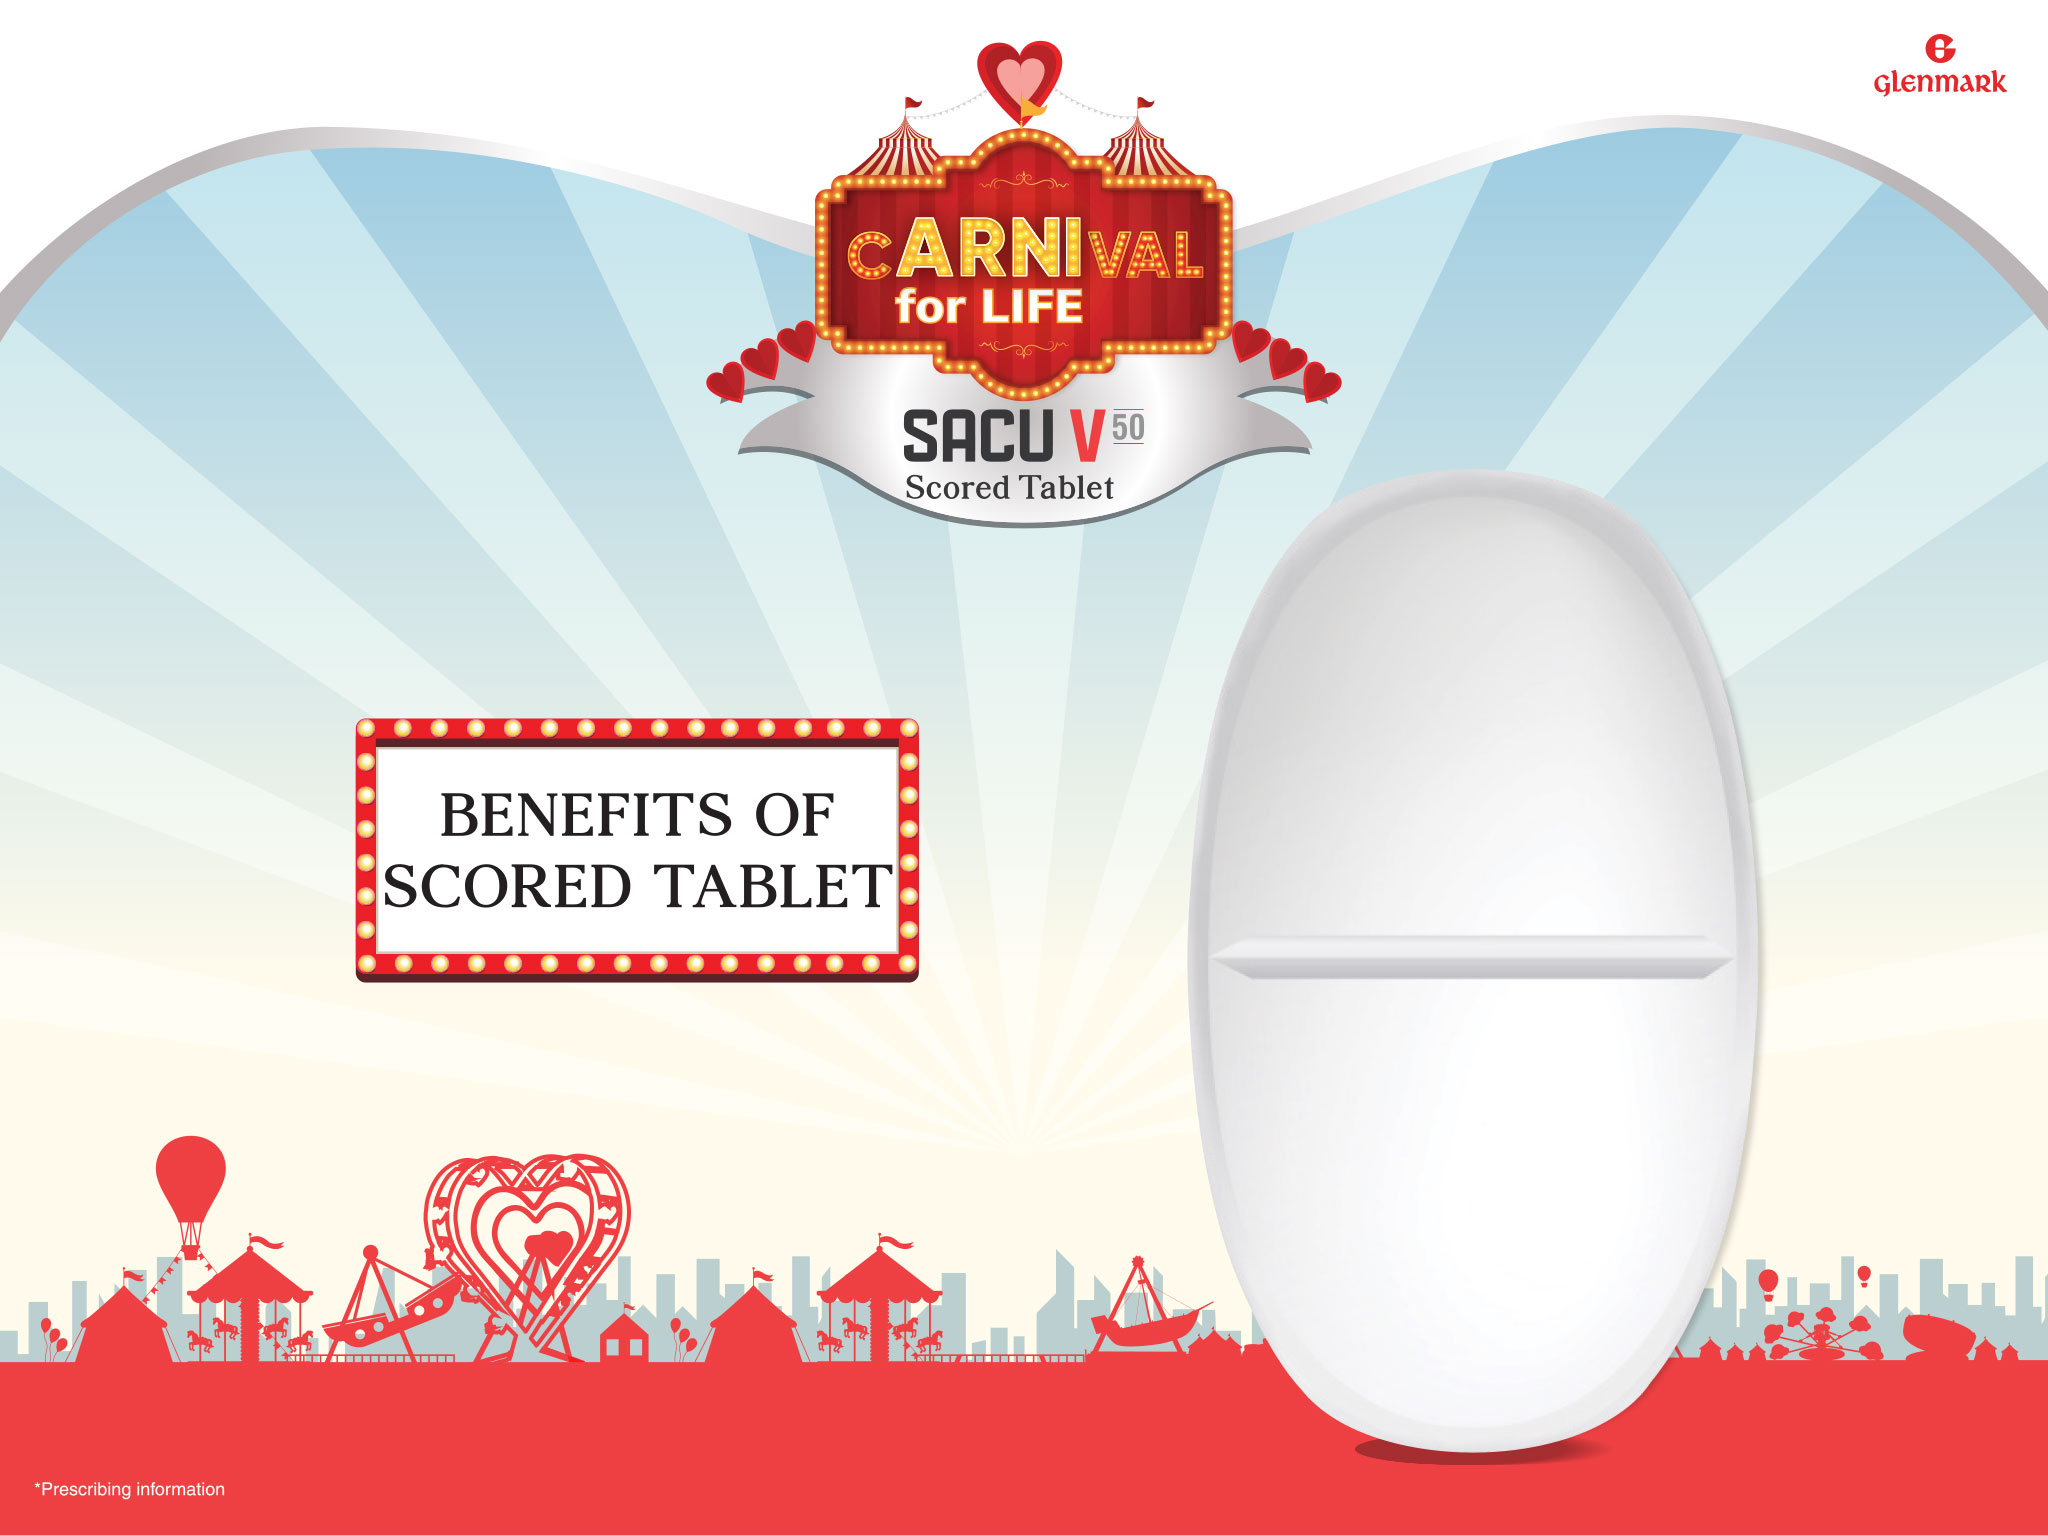 Glenmark
CARNIVAL
for LIFE
SACU V 50
Scored Tablet
BENEFITS OF
SCORED TABLET
*Prescribing information